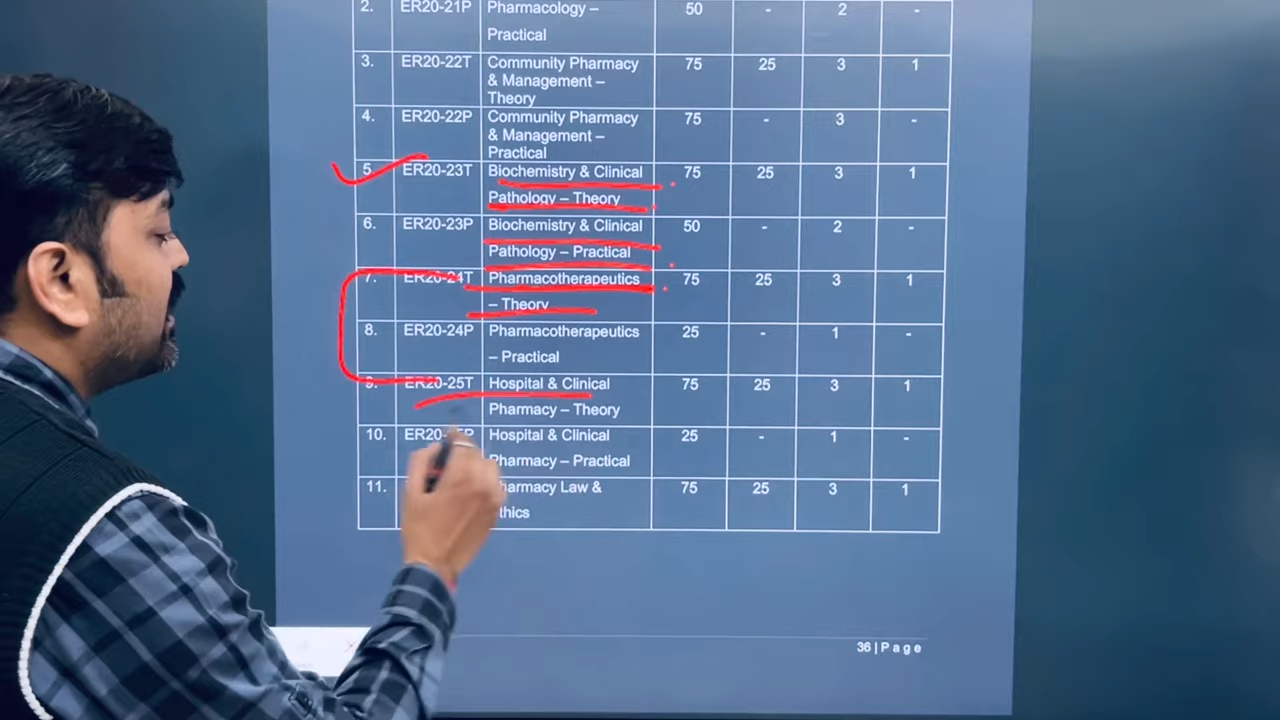 2. ER20-21P Pharmacology – 50 - 2 -
Practical
3. ER20-22T Community Pharmacy 75 25 3 1
& Management –
Theory
4. ER20-22P Community Pharmacy 75 - 3 -
& Management –
Practical
5. ER20-23T Biochemistry & Clinical 75 25 3 1
Pathology – Theory
6. ER20-23P Biochemistry & Clinical 50 - 2 -
Pathology – Practical
7. ER20-24T Pharmacotherapeutics 75 25 3 1
– Theory
8. ER20-24P Pharmacotherapeutics 25 - 1 -
– Practical
9. ER20-25T Hospital & Clinical 75 25 3 1
Pharmacy – Theory
10. Hospital & Clinical 25 - 1 -
Pharmacy – Practical
11. Law & 75 25 3 1
36 | P a g e